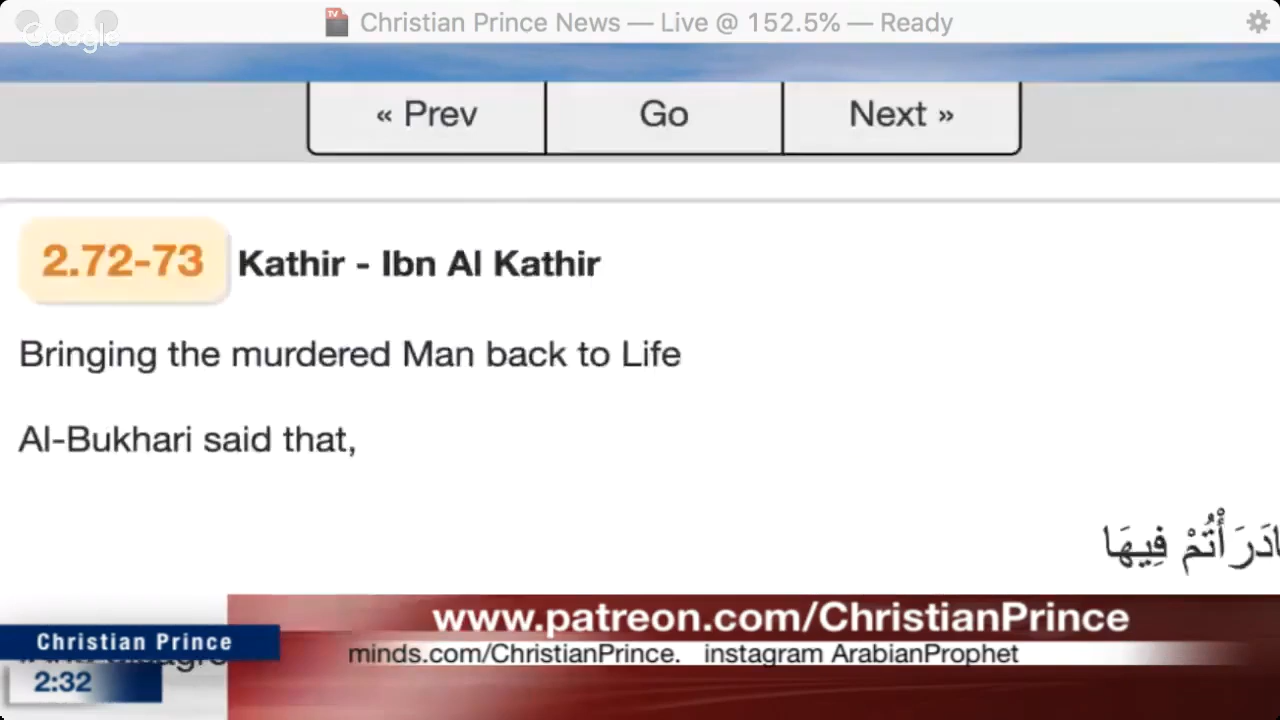 Christian Prince News — Live @ 152.5% — Ready
Google
« Prev
Go
Next »
2.72-73
Kathir - Ibn Al Kathir
Bringing the murdered Man back to Life
Al-Bukhari said that,
ادَرَأْتُمْ فِيهَا
www.patreon.com/ChristianPrince
Christian Prince
minds.com/ChristianPrince. instagram ArabianProphet
2:32